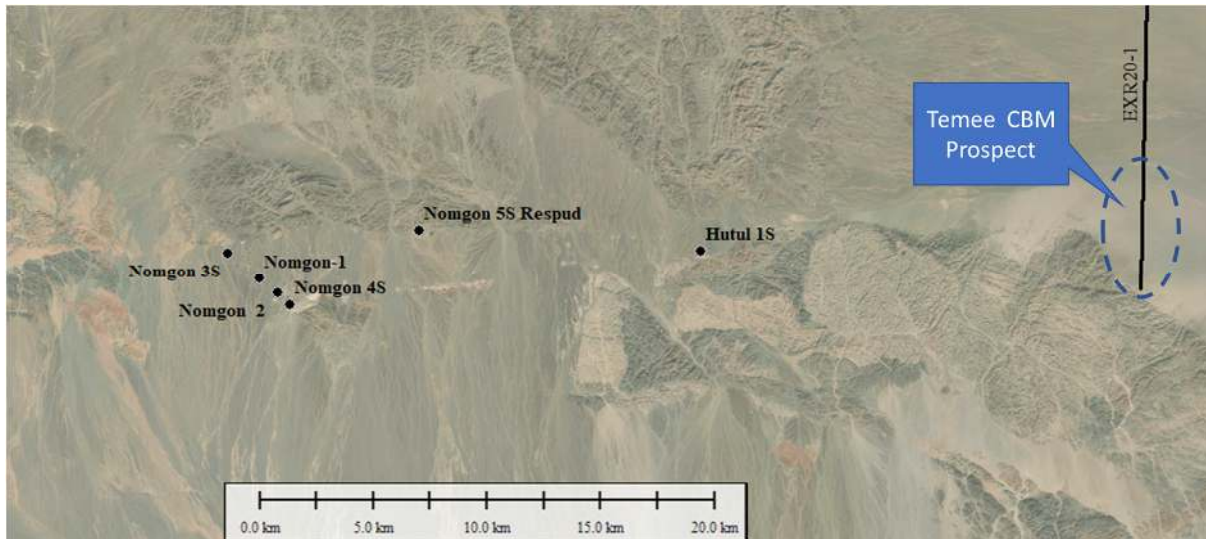 EXR20-1
Temee CBM
Prospect
Nomgon 5S Respud
Hutul 1S
Nomgon 3S
Nomgon-1
Nomgon 4S
Nomgon 2
0.0 km 5.0 km 10.0 km 15.0 km 20.0 km